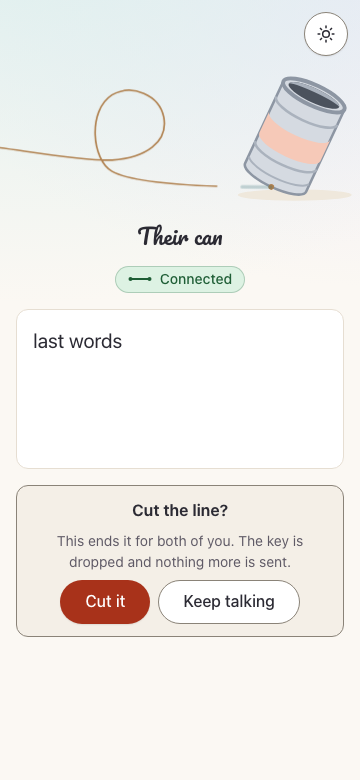 Their can
Connected
last words
Cut the line?
This ends it for both of you. The key is
dropped and nothing more is sent.
Cut it
Keep talking